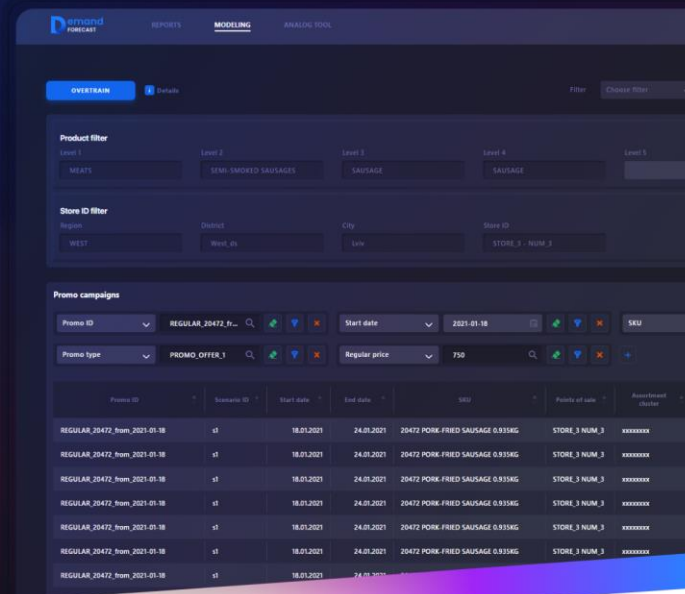 Demand
FORECAST
REPORTS MODELING ANALOG TOOL
OVERTRAIN i Details Filter Choose filter
Product filter
Level 1 Level 2 Level 3 Level 4 Level 5
MEATS SEMI-SMOKED SAUSAGES SAUSAGE SAUSAGE
Store ID filter
Region District City Store ID
WEST West_ds Lviv STORE_3 - NUM_3
Promo campaigns
Promo ID REGULAR_20472_fr... Start date 2021-01-18 SKU
Promo type PROMO_OFFER_1 Regular price 750
Promo ID Scenario ID Start date End date SKU Points of sale Assortment
cluster
REGULAR_20472_from_2021-01-18 s1 18.01.2021 24.01.2021 20472 PORK-FRIED SAUSAGE 0.935KG STORE_3 NUM_3 xxxxxxxx
REGULAR_20472_from_2021-01-18 s1 18.01.2021 24.01.2021 20472 PORK-FRIED SAUSAGE 0.935KG STORE_3 NUM_3 xxxxxxxx
REGULAR_20472_from_2021-01-18 s1 18.01.2021 24.01.2021 20472 PORK-FRIED SAUSAGE 0.935KG STORE_3 NUM_3 xxxxxxxx
REGULAR_20472_from_2021-01-18 s1 18.01.2021 24.01.2021 20472 PORK-FRIED SAUSAGE 0.935KG STORE_3 NUM_3 xxxxxxxx
REGULAR_20472_from_2021-01-18 s1 18.01.2021 24.01.2021 20472 PORK-FRIED SAUSAGE 0.935KG STORE_3 NUM_3 xxxxxxxx
REGULAR_20472_from_2021-01-18 s1 18.01.2021 24.01.2021 20472 PORK-FRIED SAUSAGE 0.935KG STORE_3 NUM_3 xxxxxxxx
REGULAR_20472_from_2021-01-18 s1 18.01.2021 24.01.2021